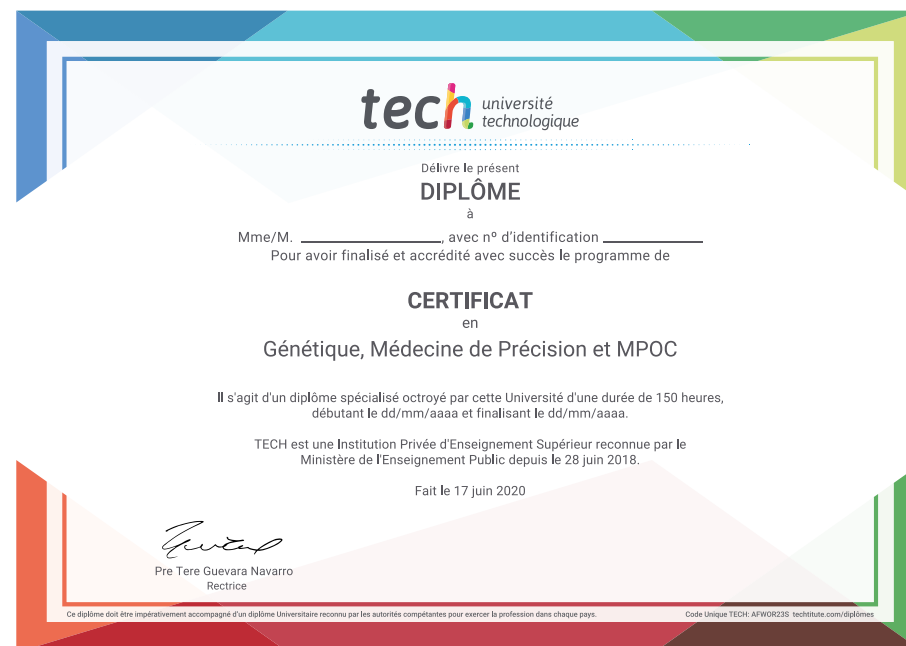 tech université
technologique
Délivre le présent
DIPLÔME
à
Mme/M. ____________________, avec nº d'identification ______________
Pour avoir finalisé et accrédité avec succès le programme de
CERTIFICAT
en
Génétique, Médecine de Précision et MPOC
Il s'agit d'un diplôme spécialisé octroyé par cette Université d'une durée de 150 heures,
débutant le dd/mm/aaaa et finalisant le dd/mm/aaaa.
TECH est une Institution Privée d'Enseignement Supérieur reconnue par le
Ministère de l'Enseignement Public depuis le 28 juin 2018.
Fait le 17 juin 2020
Pre Tere Guevara Navarro
Rectrice
Ce diplôme doit être impérativement accompagné d'un diplôme Universitaire reconnu par les autorités compétentes pour exercer la profession dans chaque pays.
Code Unique TECH: AFWOR23S techtitute.com/diplômes